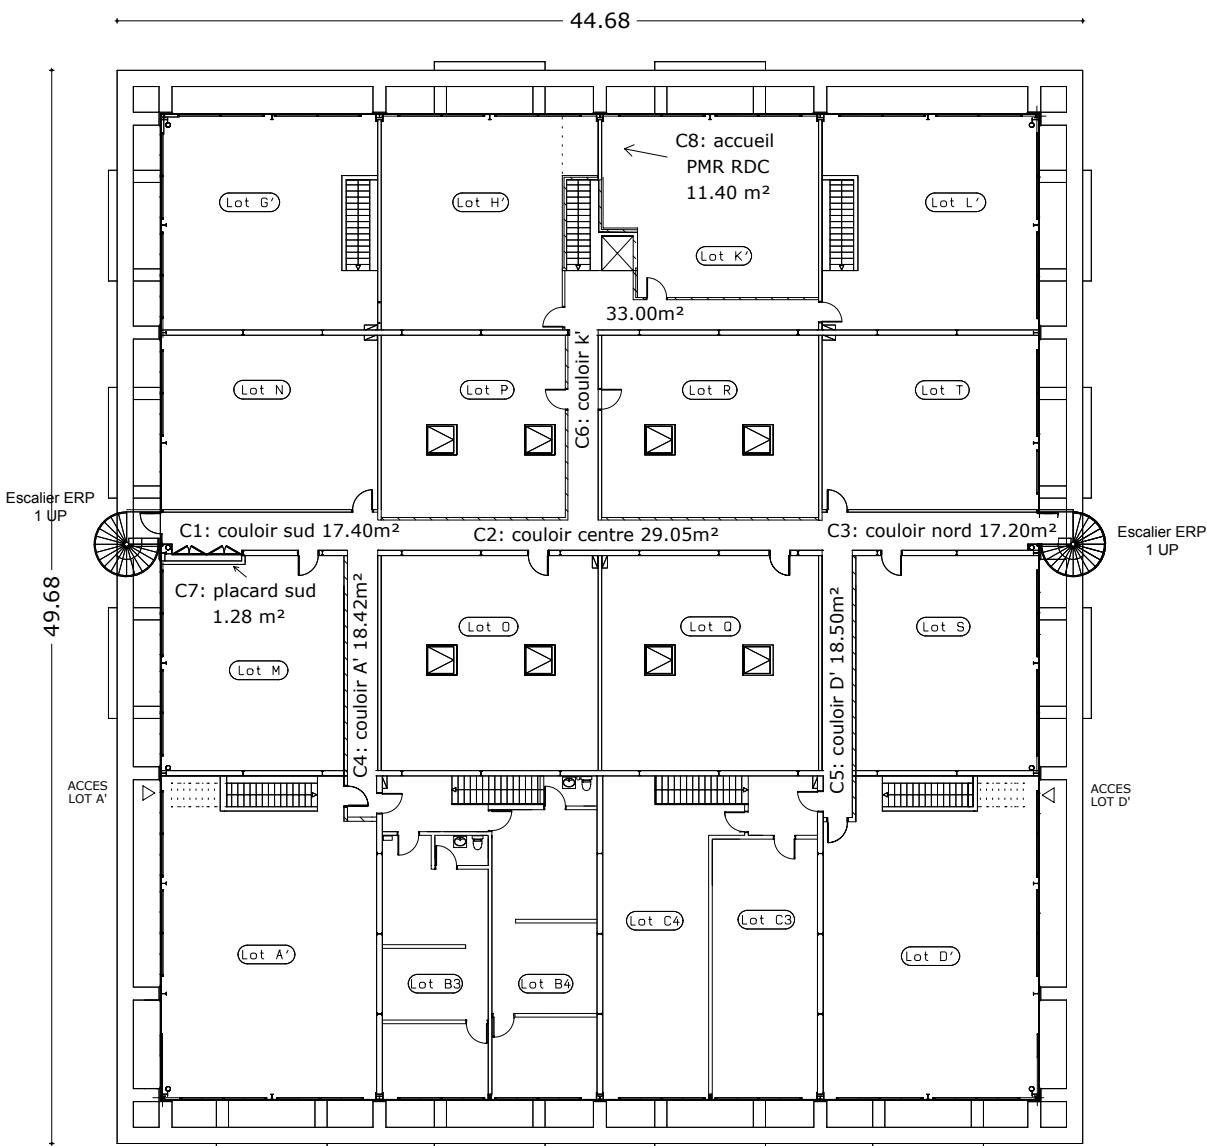 44.68
C8: accueil
PMR RDC
11.40 m²
Lot G'
Lot H'
Lot L'
Lot K'
33.00m²
C6: couloir k'
Lot N
Lot P
Lot R
Lot T
Escalier ERP
1 UP
C1: couloir sud 17.40m²
C2: couloir centre 29.05m²
C3: couloir nord 17.20m²
Escalier ERP
1 UP
49.68
C7: placard sud
1.28 m²
C4: couloir A' 18.42m²
Lot O
Lot Q
C5: couloir D' 18.50m²
Lot S
Lot M
ACCES
LOT A'
ACCES
LOT D'
Lot C4
Lot C3
Lot A'
Lot B3
Lot B4
Lot D'